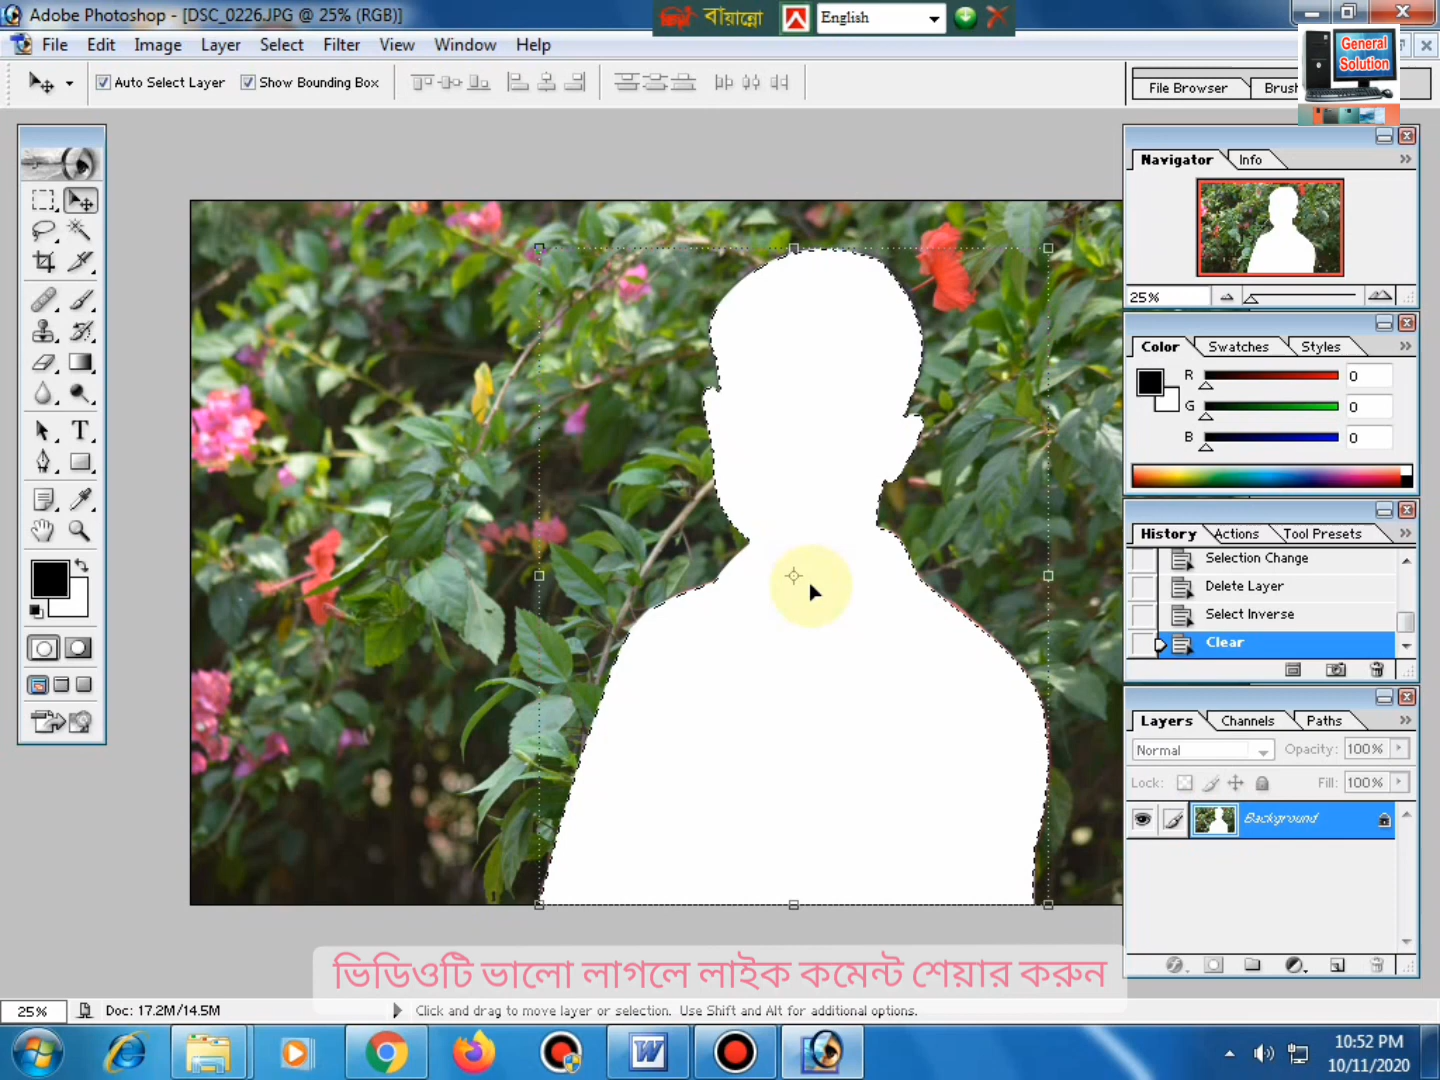 Adobe Photoshop - [DSC_0226.JPG @ 25% (RGB)]
বায়ান্নো
English
File Edit Image Layer Select Filter View Window Help
General
Solution
Auto Select Layer
Show Bounding Box
File Browser
Brus
Navigator
Info
25%
Color
Swatches
Styles
R
0
G
0
B
0
History
Actions
Tool Presets
Selection Change
Delete Layer
Select Inverse
Clear
Layers
Channels
Paths
Normal
Opacity: 100%
Lock:
Fill: 100%
Background
ভিডিওটি ভালো লাগলে লাইক কমেন্ট শেয়ার করুন
25%
Doc: 17.2M/14.5M
Click and drag to move layer or selection. Use Shift and Alt for additional options.
10:52 PM
10/11/2020